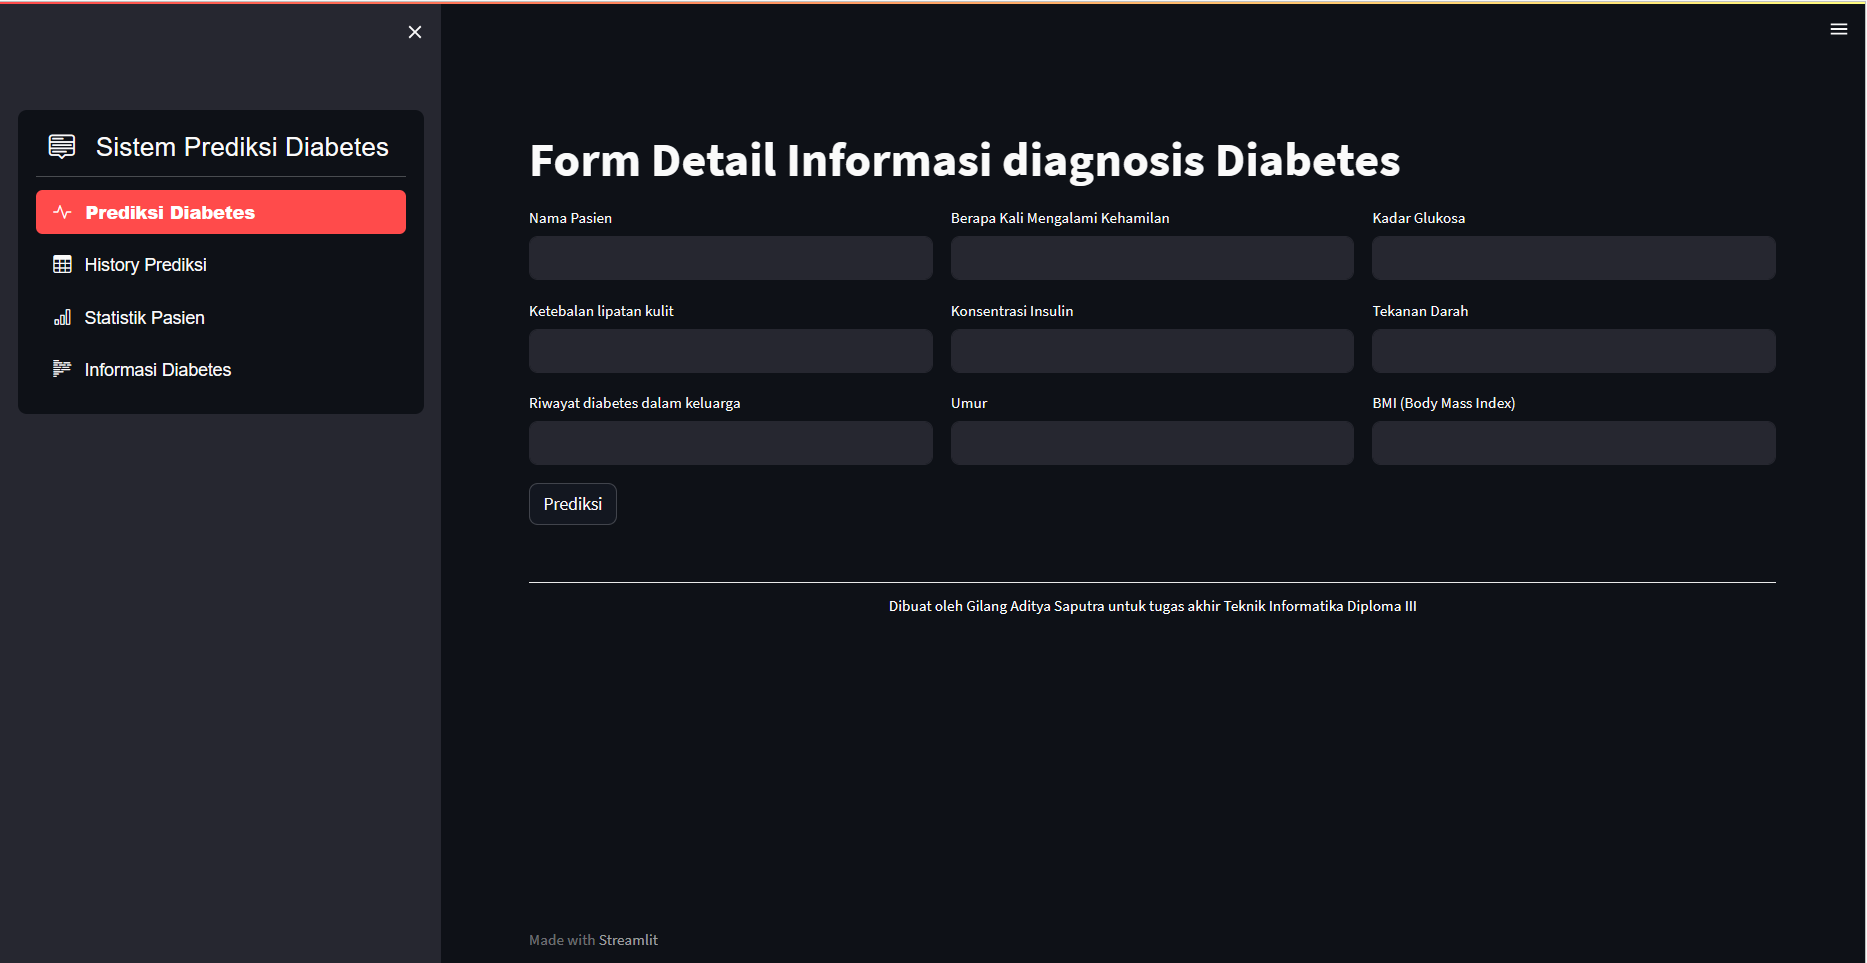 Sistem Prediksi Diabetes
Prediksi Diabetes
History Prediksi
Statistik Pasien
Informasi Diabetes
Form Detail Informasi diagnosis Diabetes
Nama Pasien
Berapa Kali Mengalami Kehamilan
Kadar Glukosa
Ketebalan lipatan kulit
Konsentrasi Insulin
Tekanan Darah
Riwayat diabetes dalam keluarga
Umur
BMI (Body Mass Index)
Prediksi
Dibuat oleh Gilang Aditya Saputra untuk tugas akhir Teknik Informatika Diploma III
Made with Streamlit